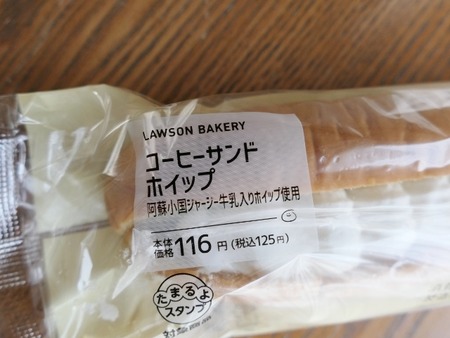 LAWSON BAKERY
コーヒーサンド
ホイップ
阿蘇小国ジャージー牛乳入りホイップ使用
本体
価格 116円(税込125円)
たまるよ
スタンプ